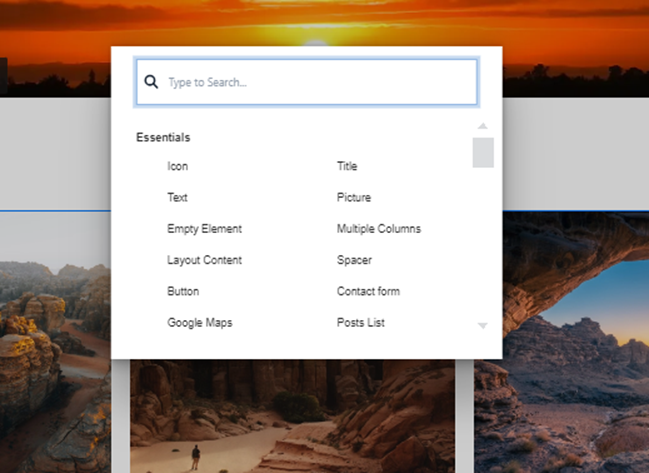 Type to Search...
Essentials
Icon Title
Text Picture
Empty Element Multiple Columns
Layout Content Spacer
Button Contact form
Google Maps Posts List